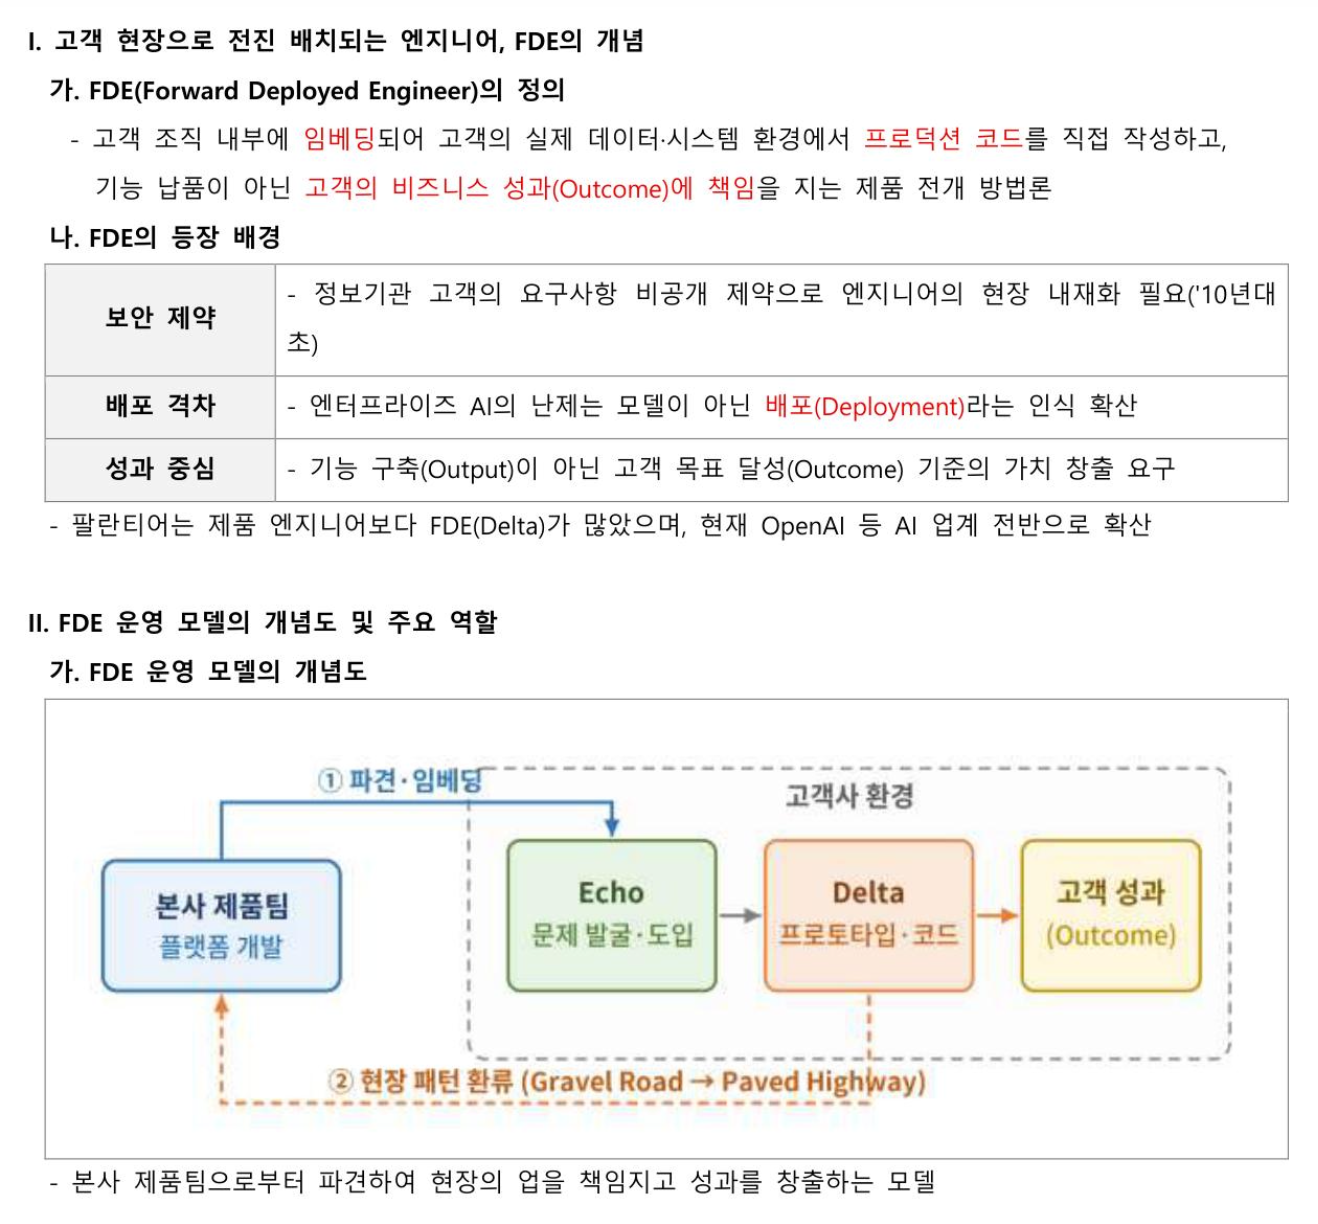 I. 고객 현장으로 전진 배치되는 엔지니어, FDE의 개념
가. FDE(Forward Deployed Engineer)의 정의
- 고객 조직 내부에 임베딩되어 고객의 실제 데이터·시스템 환경에서 프로덕션 코드를 직접 작성하고,
기능 납품이 아닌 고객의 비즈니스 성과(Outcome)에 책임을 지는 제품 전개 방법론
나. FDE의 등장 배경
보안 제약
- 정보기관 고객의 요구사항 비공개 제약으로 엔지니어의 현장 내재화 필요('10년대
초)
배포 격차
- 엔터프라이즈 AI의 난제는 모델이 아닌 배포(Deployment)라는 인식 확산
성과 중심
- 기능 구축(Output)이 아닌 고객 목표 달성(Outcome) 기준의 가치 창출 요구
- 팔란티어는 제품 엔지니어보다 FDE(Delta)가 많았으며, 현재 OpenAI 등 AI 업계 전반으로 확산
II. FDE 운영 모델의 개념도 및 주요 역할
가. FDE 운영 모델의 개념도
① 파견·임베딩
고객사 환경
본사 제품팀
플랫폼 개발
Echo
문제 발굴·도입
Delta
프로토타입·코드
고객 성과
(Outcome)
② 현장 패턴 환류 (Gravel Road → Paved Highway)
- 본사 제품팀으로부터 파견하여 현장의 업을 책임지고 성과를 창출하는 모델